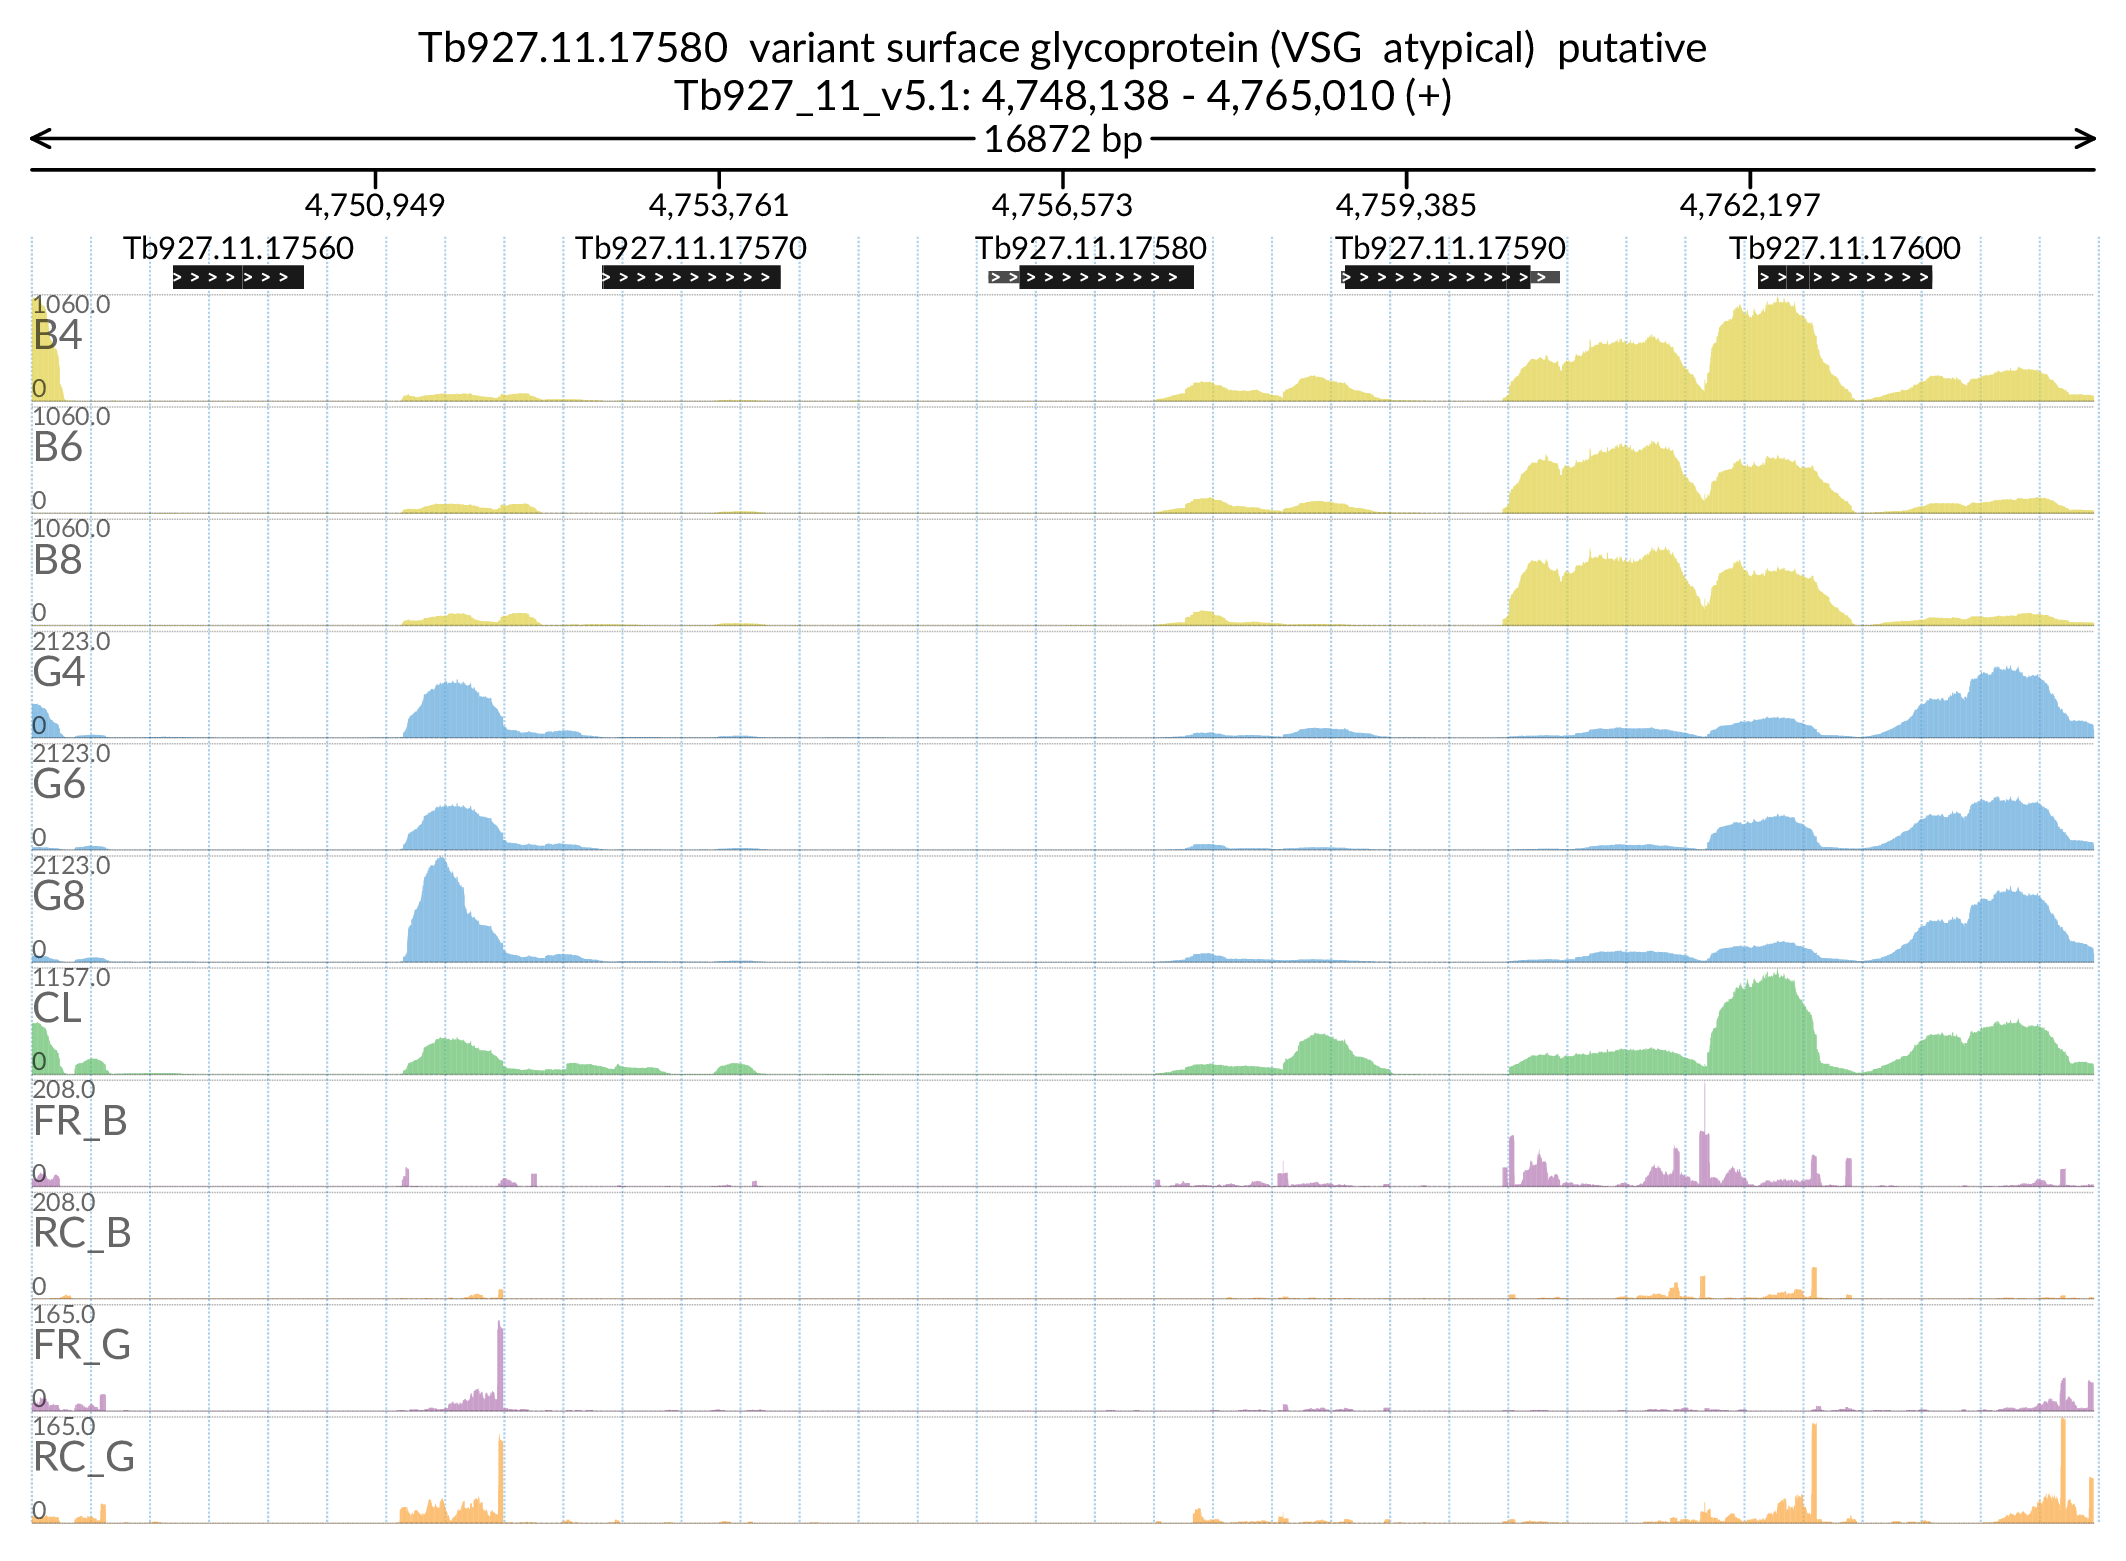 Tb927.11.17580 variant surface glycoprotein (VSG atypical) putative
Tb927_11_v5.1: 4,748,138 - 4,765,010 (+)
16872 bp
4,750,949 4,753,761 4,756,573 4,759,385 4,762,197
Tb927.11.17560 Tb927.11.17570 Tb927.11.17580 Tb927.11.17590 Tb927.11.17600
1060.0
B4
0
1060.0
B6
0
1060.0
B8
0
2123.0
G4
0
2123.0
G6
0
2123.0
G8
0
1157.0
CL
0
208.0
FR_B
0
208.0
RC_B
0
165.0
FR_G
0
165.0
RC_G
0